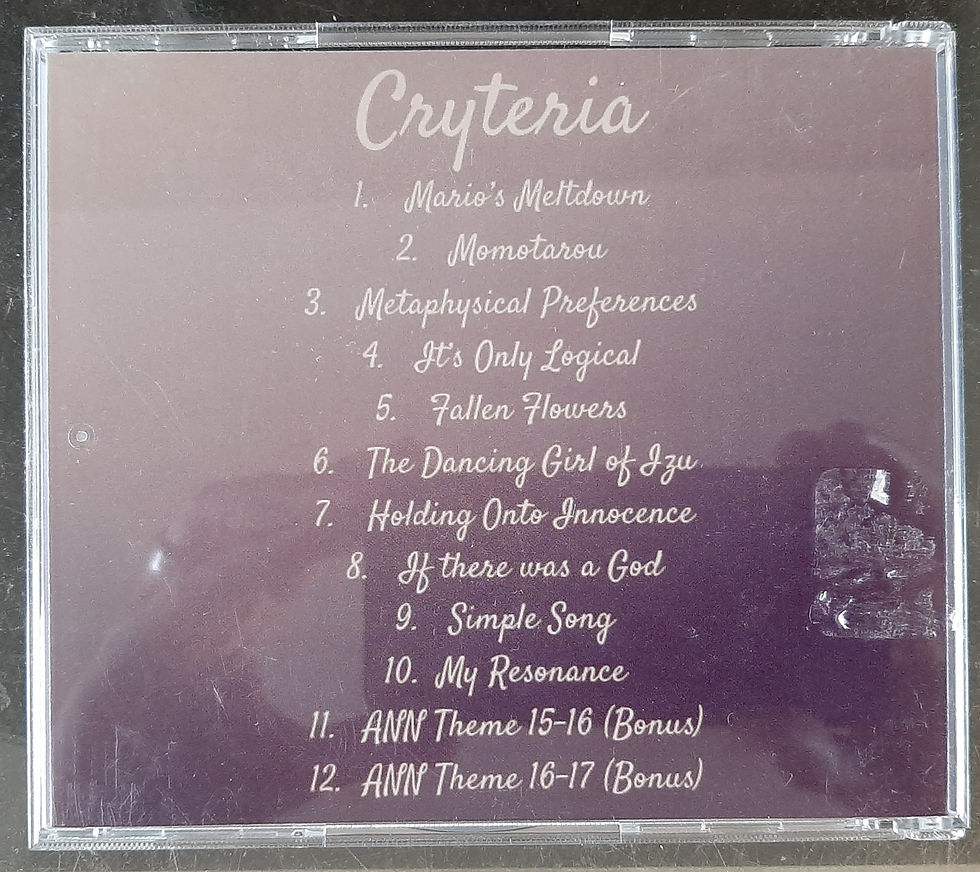 Cryteria
1. Mario's Meltdown
2. Momotarou
3. Metaphysical Preferences
4. It's Only Logical
5. Fallen Flowers
6. The Dancing Girl of Izu
7. Holding Onto Innocence
8. If there was a God
9. Simple Song
10. My Resonance
11. ANN Theme 15-16 (Bonus)
12. ANN Theme 16-17 (Bonus)